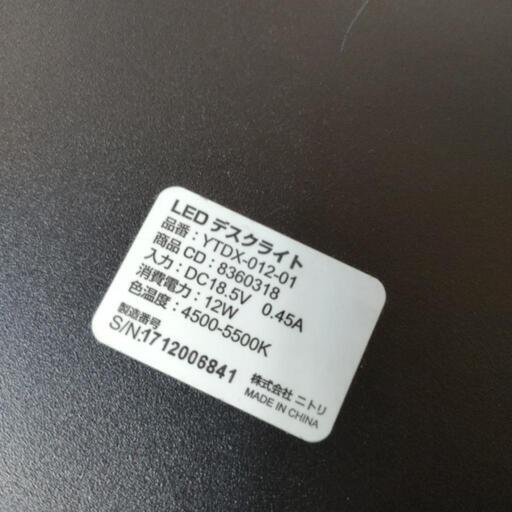 LED デスクライト
品番：YTDX-012-01
商品CD：8360318
入力：DC18.5V 0.45A
消費電力：12W
色温度：4500-5500K
製造番号
S/N:1712006841
株式会社 ニトリ
MADE IN CHINA